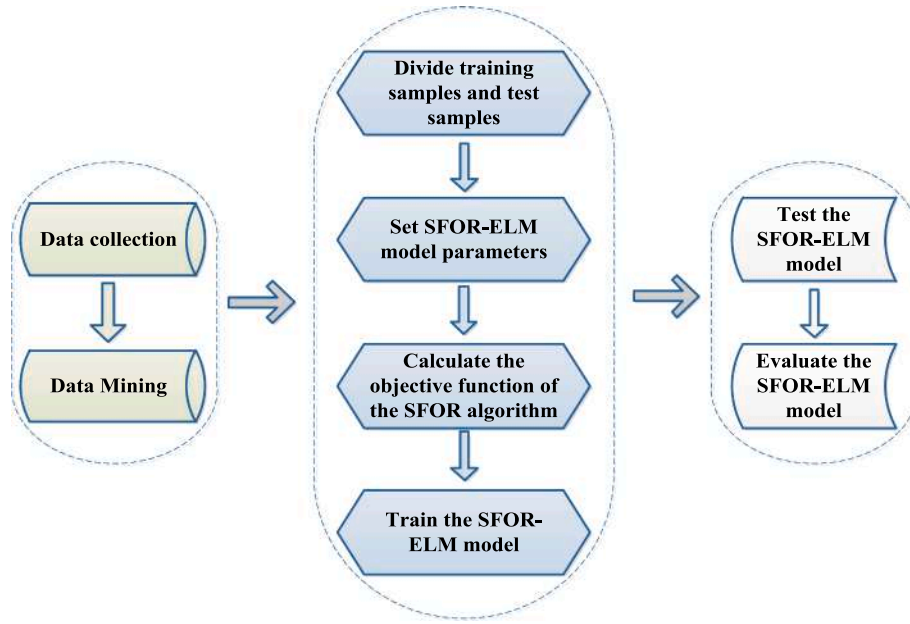 Data collection
Data Mining
Divide training
samples and test
samples
Set SFOR-ELM
model parameters
Calculate the
objective function of
the SFOR algorithm
Train the SFOR-
ELM model
Test the
SFOR-ELM
model
Evaluate the
SFOR-ELM
model